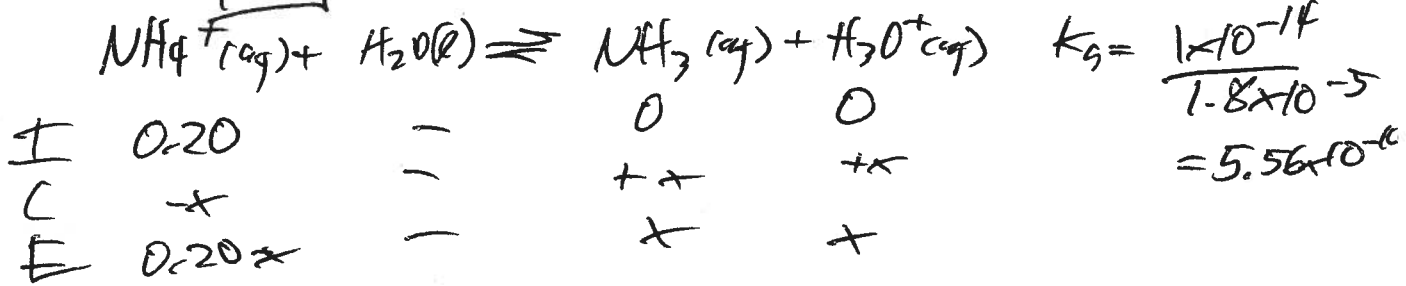 NH4+(aq) + H2O(l) ⇌ NH3(aq) + H3O+(aq) Ka = 1×10-14
1.8×10-5
I 0.20 – 0 0
= 5.56×10-10
C -x – +x +x
E 0.20-x – x x